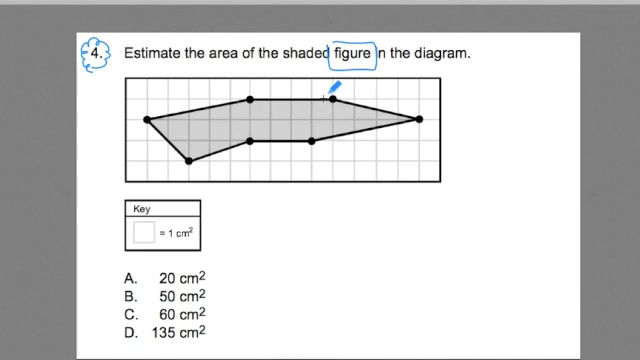 4. Estimate the area of the shaded figure in the diagram.
Key
= 1 cm²
A. 20 cm²
B. 50 cm²
C. 60 cm²
D. 135 cm²